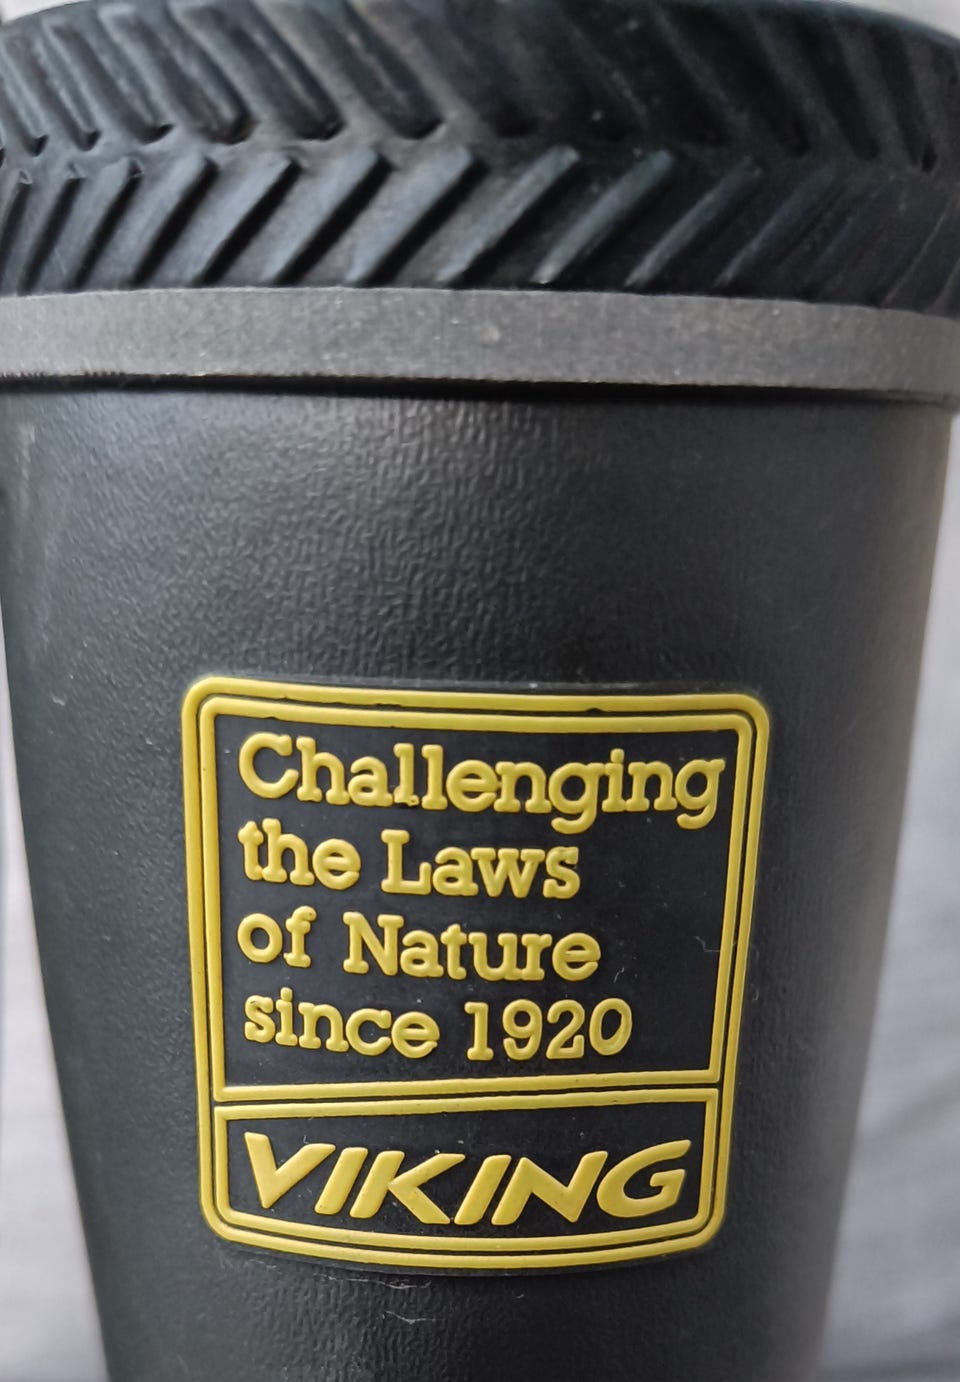 Challenging
the Laws
of Nature
since 1920
VIKING